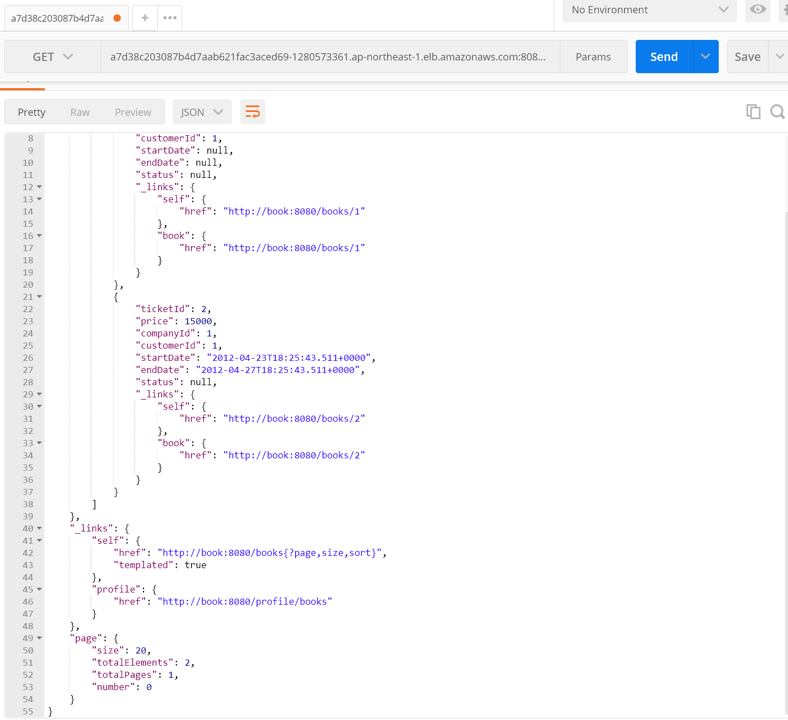 a7d38c203087b4d7aa
No Environment
GET a7d38c203087b4d7aab621fac3aced69-1280573361.ap-northeast-1.elb.amazonaws.com:808... Params Send Save
Pretty Raw Preview JSON
8 "customerId": 1,
9 "startDate": null,
10 "endDate": null,
11 "status": null,
12 "_links": {
13 "self": {
14 "href": "http://book:8080/books/1"
15 },
16 "book": {
17 "href": "http://book:8080/books/1"
18 }
19 }
20 },
21 {
22 "ticketId": 2,
23 "price": 15000,
24 "companyId": 1,
25 "customerId": 1,
26 "startDate": "2012-04-23T18:25:43.511+0000",
27 "endDate": "2012-04-27T18:25:43.511+0000",
28 "status": null,
29 "_links": {
30 "self": {
31 "href": "http://book:8080/books/2"
32 },
33 "book": {
34 "href": "http://book:8080/books/2"
35 }
36 }
37 }
38 ]
39 },
40 "_links": {
41 "self": {
42 "href": "http://book:8080/books{?page,size,sort}",
43 "templated": true
44 },
45 "profile": {
46 "href": "http://book:8080/profile/books"
47 }
48 },
49 "page": {
50 "size": 20,
51 "totalElements": 2,
52 "totalPages": 1,
53 "number": 0
54 }
55 }